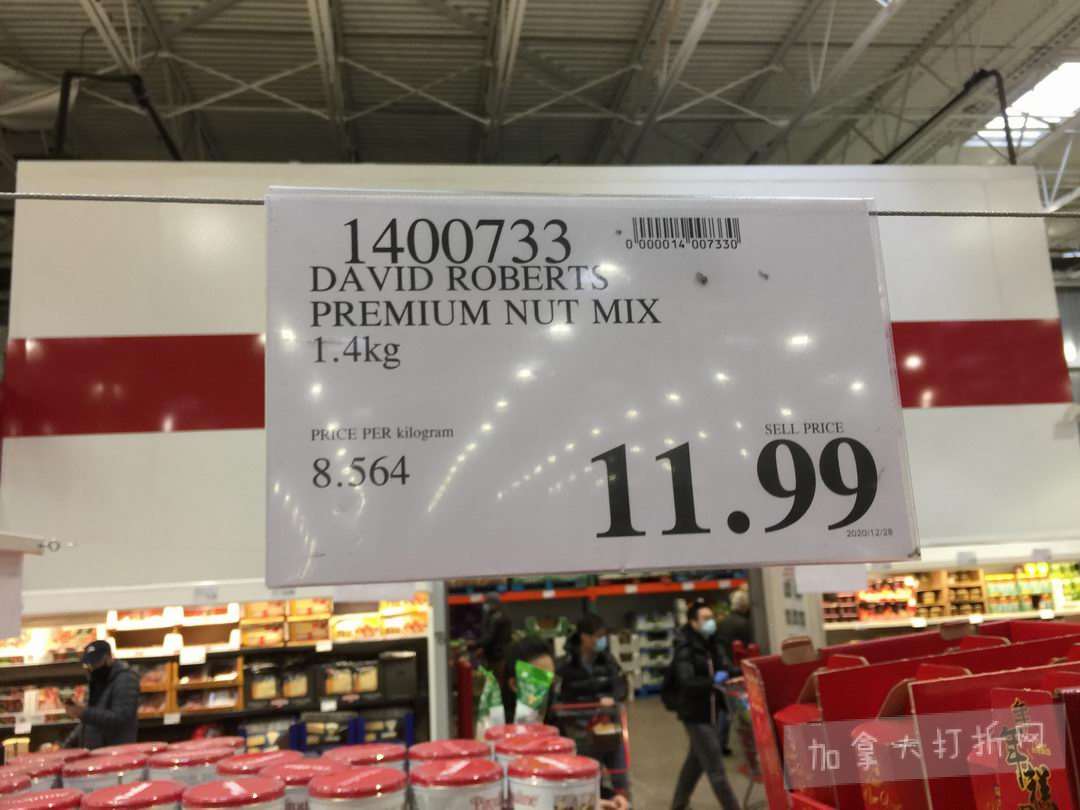 1400733
0 000014 007330
DAVID ROBERTS
PREMIUM NUT MIX
1.4kg
PRICE PER kilogram
8.564
SELL PRICE
11.99
2020/12/28
加拿大打折网